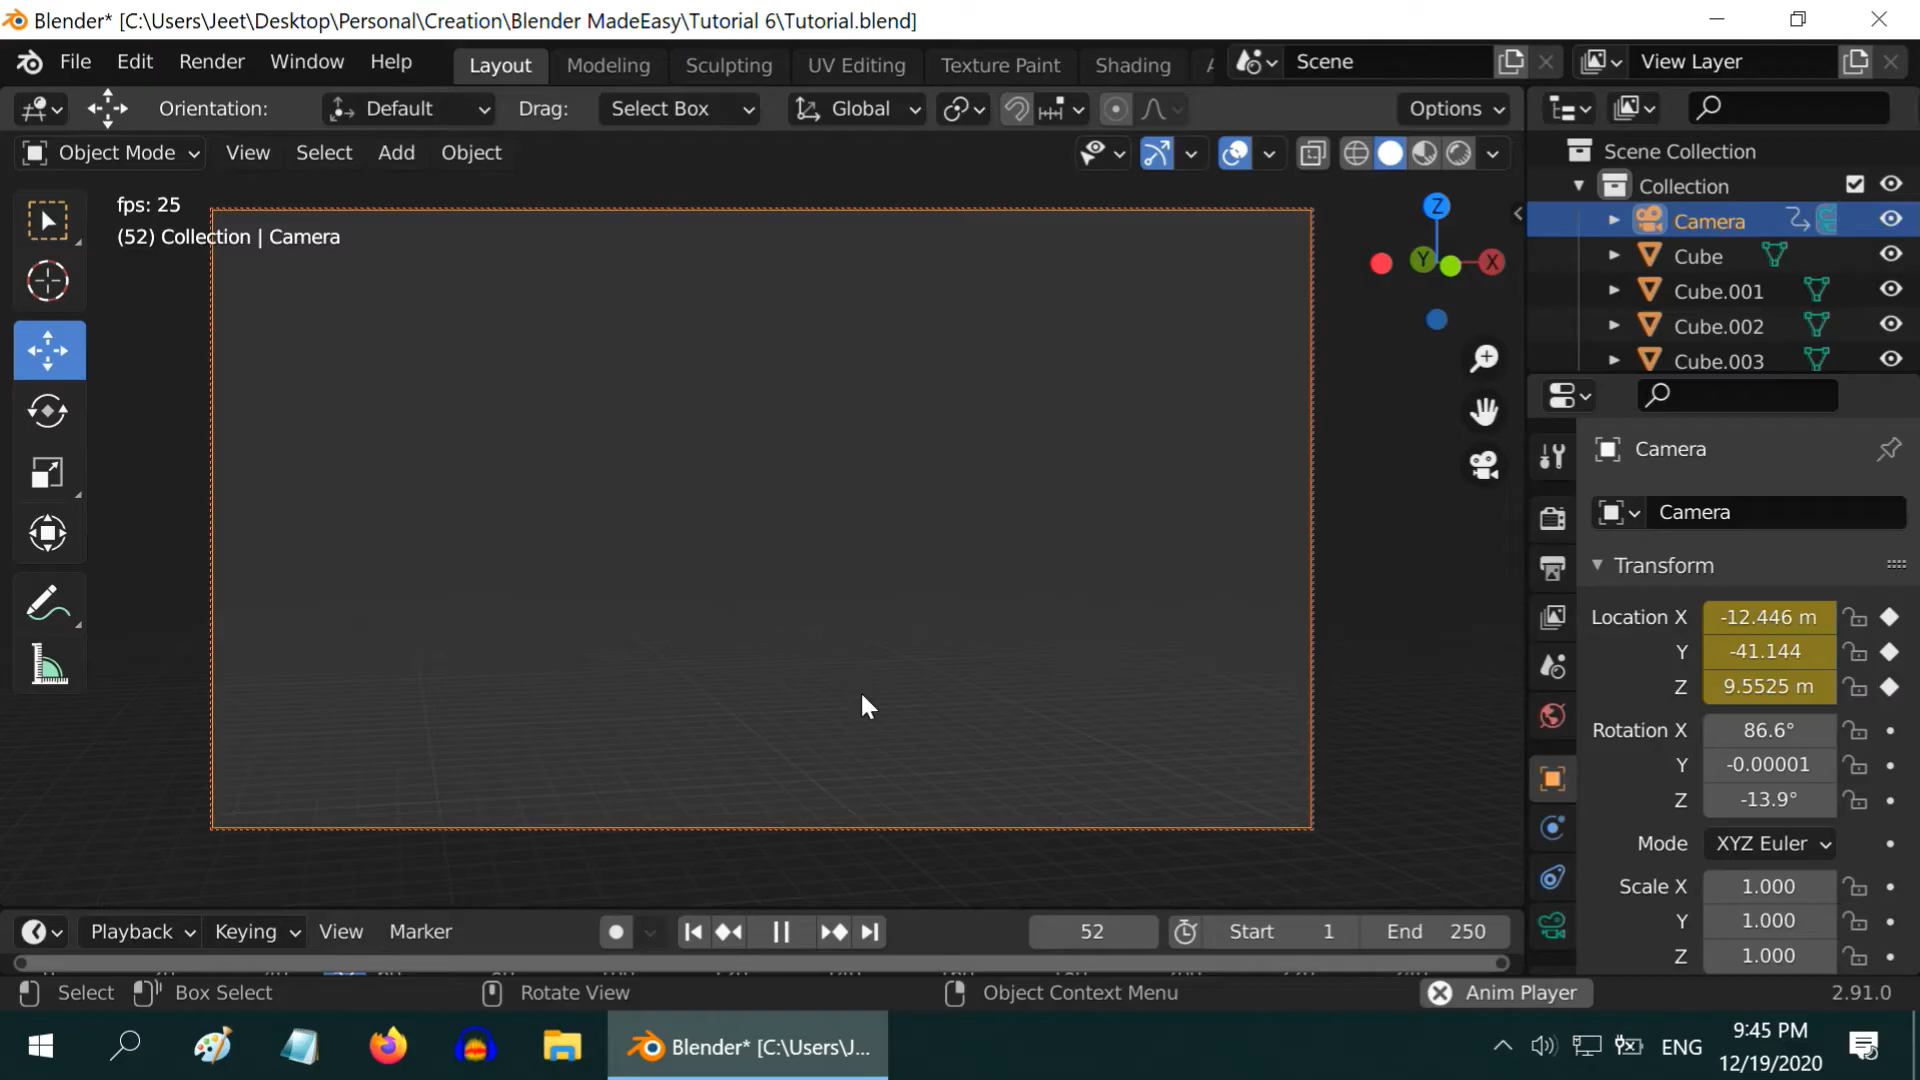 Blender* [C:\Users\Jeet\Desktop\Personal\Creation\Blender MadeEasy\Tutorial 6\Tutorial.blend]
File Edit Render Window Help Layout Modeling Sculpting UV Editing Texture Paint Shading Scene View Layer
Orientation: Default Drag: Select Box Global Options
Object Mode View Select Add Object
Scene Collection
Collection
Camera
Cube
Cube.001
Cube.002
Cube.003
fps: 25
(52) Collection | Camera
Z
Y
X
Camera
Camera
Transform
Location X -12.446 m
Y -41.144
Z 9.5525 m
Rotation X 86.6°
Y -0.00001
Z -13.9°
Mode XYZ Euler
Scale X 1.000
Y 1.000
Z 1.000
Playback Keying View Marker 52 Start 1 End 250
Select Box Select Rotate View Object Context Menu Anim Player 2.91.0
Blender* [C:\Users\J... ENG 9:45 PM
12/19/2020